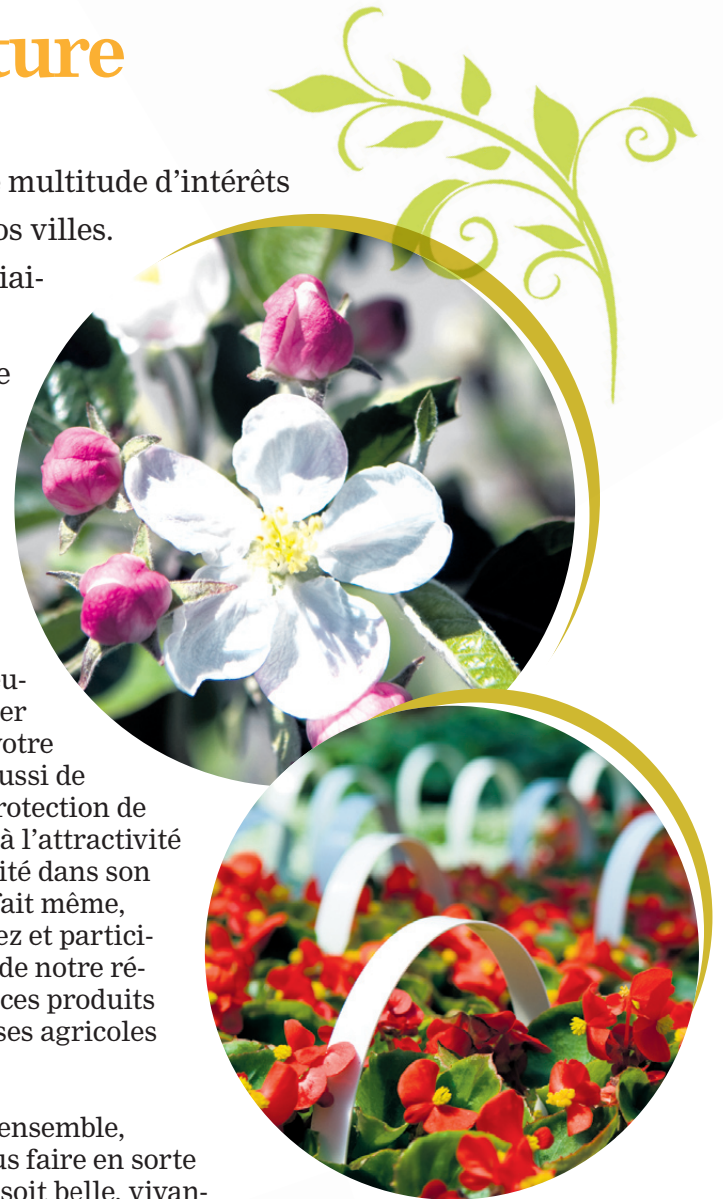 ture
multitude d’intérêts
os villes.
iai-
e
u-
er
votre
ussi de
rotection de
à l’attractivité
ité dans son
fait même,
ez et partici-
de notre ré-
ces produits
ses agricoles
ensemble,
us faire en sorte
soit belle, vivan-